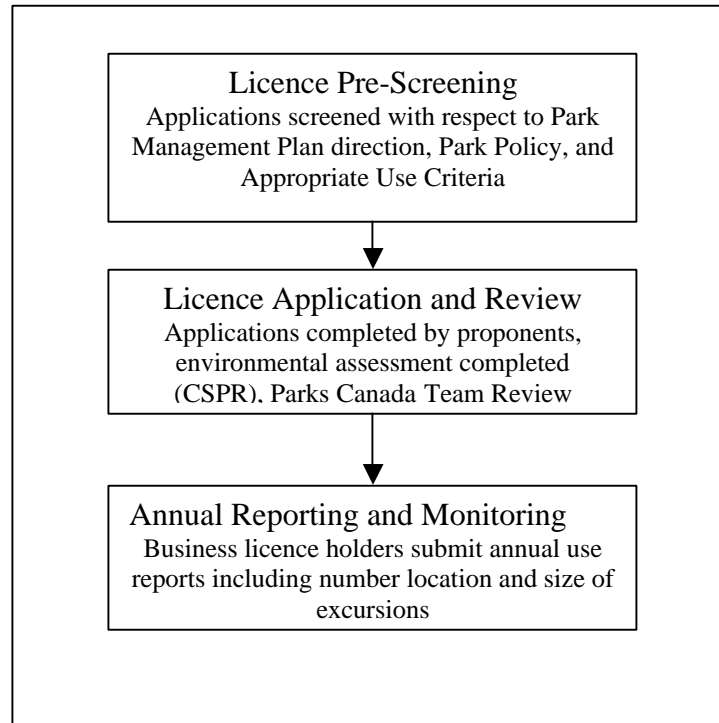 Licence Pre-Screening
Applications screened with respect to Park
Management Plan direction, Park Policy, and
Appropriate Use Criteria
Licence Application and Review
Applications completed by proponents,
environmental assessment completed
(CSPR), Parks Canada Team Review
Annual Reporting and Monitoring
Business licence holders submit annual use
reports including number location and size of
excursions